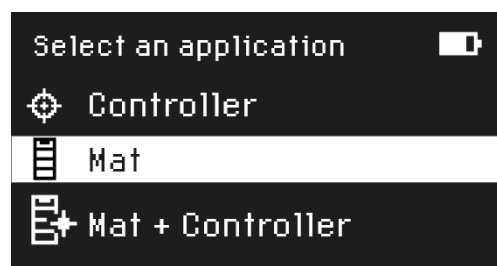 Select an application
Controller
Mat
Mat + Controller